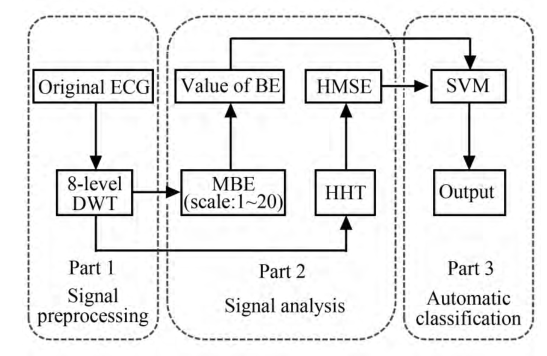 Original ECG
Value of BE
HMSE
SVM
8-level
DWT
MBE
(scale:1~20)
HHT
Output
Part 1
Signal
preprocessing
Part 2
Signal analysis
Part 3
Automatic
classification